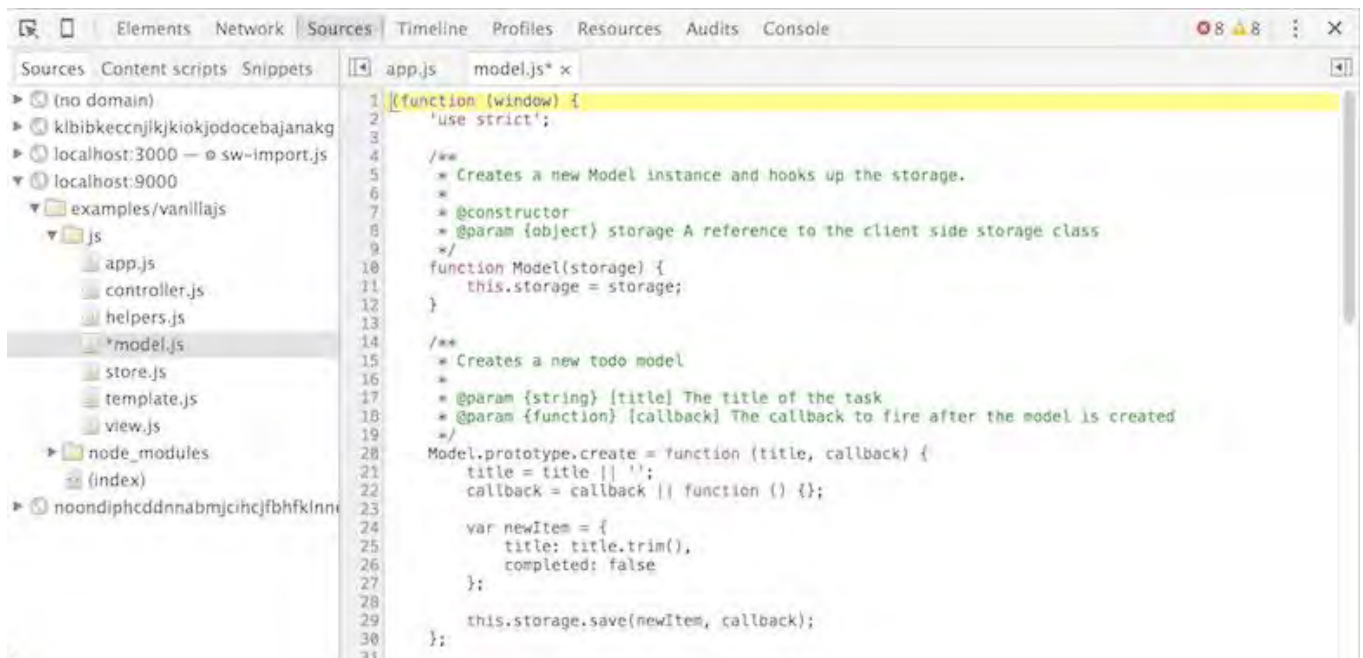 Elements Network Sources Timeline Profiles Resources Audits Console 8 8
Sources Content scripts Snippets
app.js model.js* ×
(no domain)
klbibkeccnjlkjkiokjodocebajanakg
localhost:3000 — sw-import.js
localhost:9000
examples/vanillajs
js
app.js
controller.js
helpers.js
*model.js
store.js
template.js
view.js
node_modules
(index)
noondiphcddnnabmjcihcjfbhfklnn
1 (function (window) {
2 'use strict';
3
4 /**
5 * Creates a new Model instance and hooks up the storage.
6 *
7 * @constructor
8 * @param {object} storage A reference to the client side storage class
9 */
10 function Model(storage) {
11 this.storage = storage;
12 }
13
14 /**
15 * Creates a new todo model
16 *
17 * @param {string} [title] The title of the task
18 * @param {function} [callback] The callback to fire after the model is created
19 */
20 Model.prototype.create = function (title, callback) {
21 title = title || '';
22 callback = callback || function () {};
23
24 var newItem = {
25 title: title.trim(),
26 completed: false
27 };
28
29 this.storage.save(newItem, callback);
30 };
31